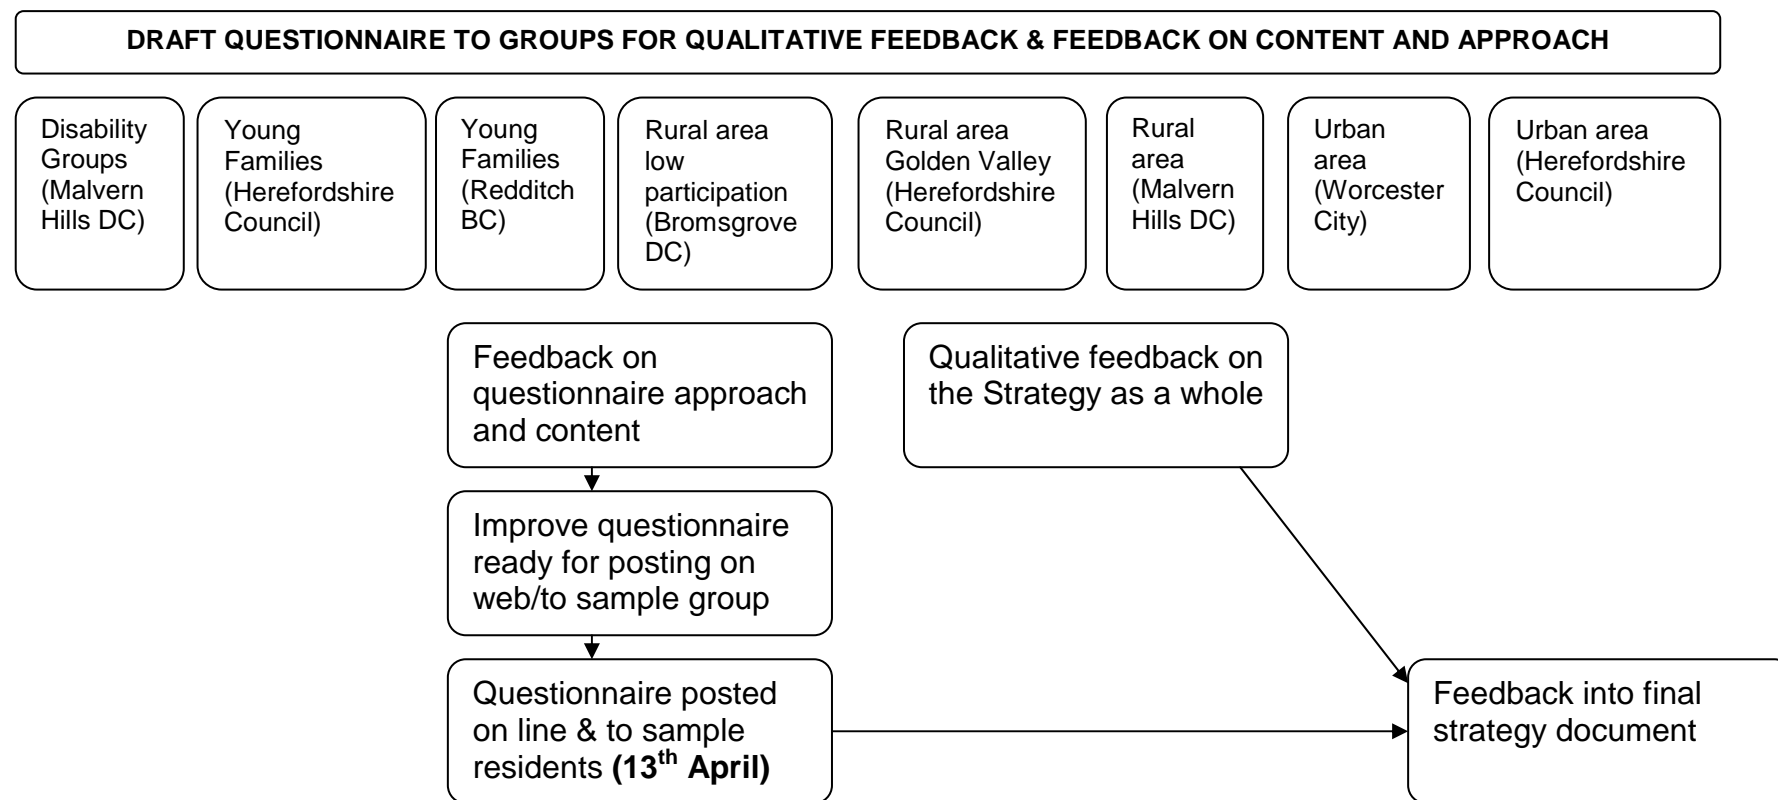 DRAFT QUESTIONNAIRE TO GROUPS FOR QUALITATIVE FEEDBACK & FEEDBACK ON CONTENT AND APPROACH
Disability
Groups
(Malvern
Hills DC)
Young
Families
(Herefordshire
Council)
Young
Families
(Redditch
BC)
Rural area
low
participation
(Bromsgrove
DC)
Rural area
Golden Valley
(Herefordshire
Council)
Rural
area
(Malvern
Hills DC)
Urban
area
(Worcester
City)
Urban area
(Herefordshire
Council)
Feedback on
questionnaire approach
and content
Qualitative feedback on
the Strategy as a whole
Improve questionnaire
ready for posting on
web/to sample group
Questionnaire posted
on line & to sample
residents (13th April)
Feedback into final
strategy document